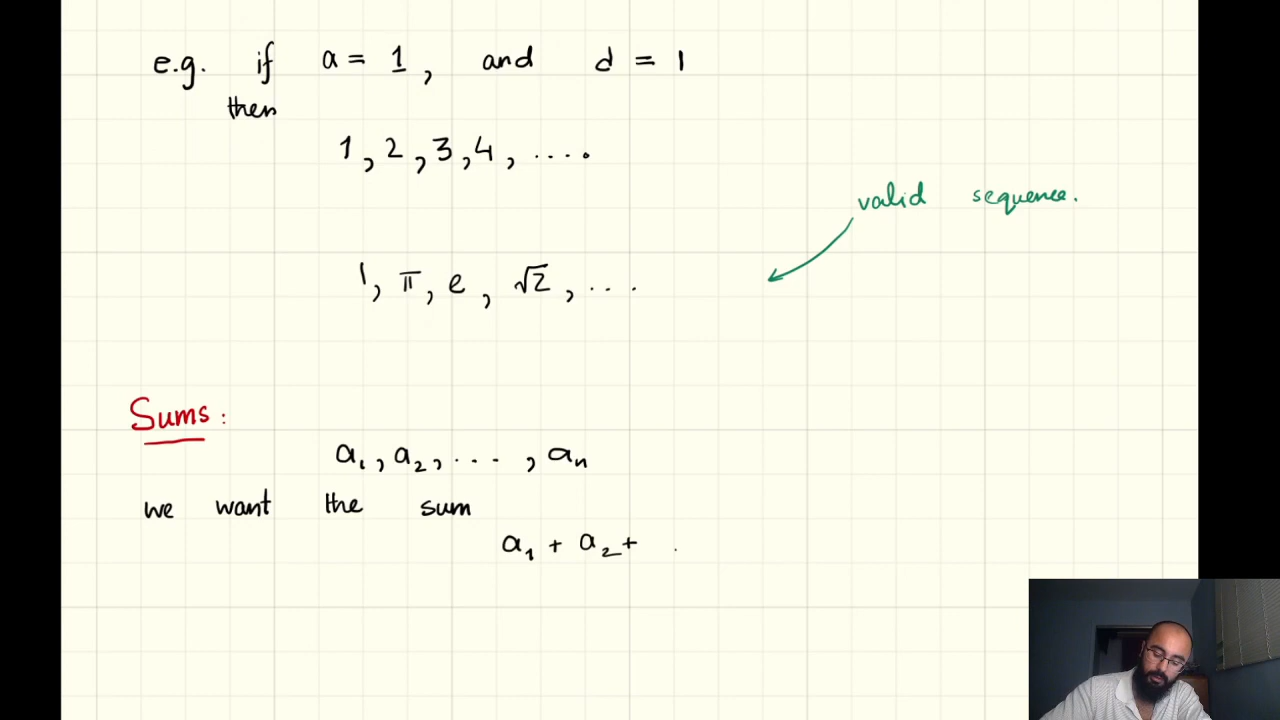 e.g. if a = 1, and d = 1
then
1, 2, 3, 4, ....
valid sequence.
1, π, e, √2, ...
Sums:
a₁, a₂, ... , aₙ
we want the sum
a₁ + a₂ + .